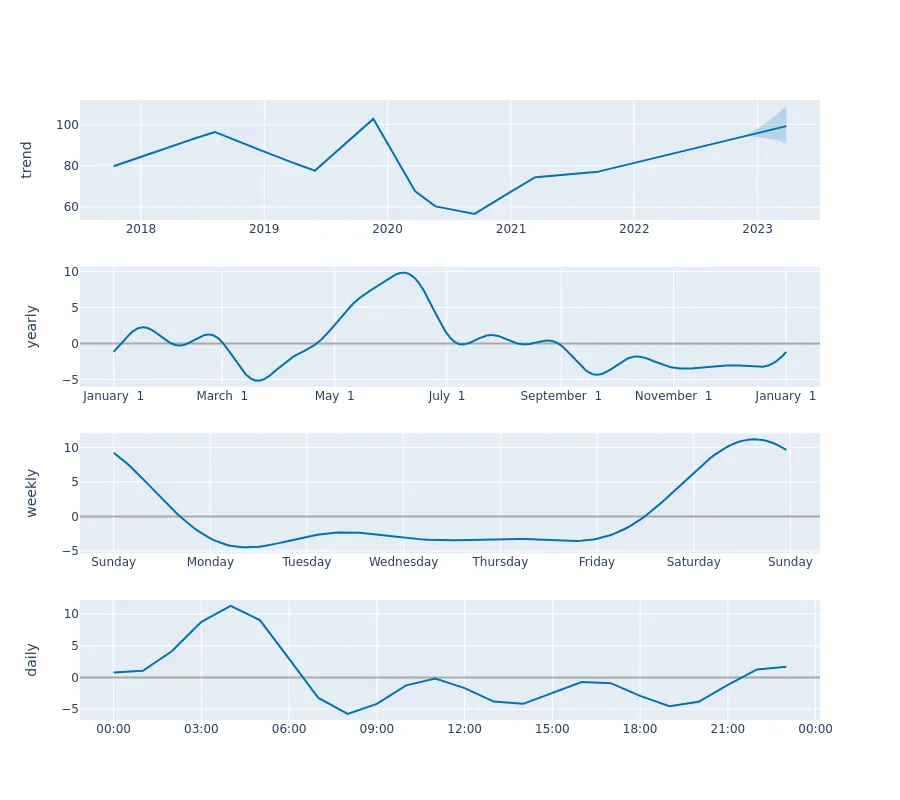 trend
100
80
60
2018 2019 2020 2021 2022 2023
yearly
10
5
0
−5
January 1 March 1 May 1 July 1 September 1 November 1 January 1
weekly
10
5
0
−5
Sunday Monday Tuesday Wednesday Thursday Friday Saturday Sunday
daily
10
5
0
−5
00:00 03:00 06:00 09:00 12:00 15:00 18:00 21:00 00:00